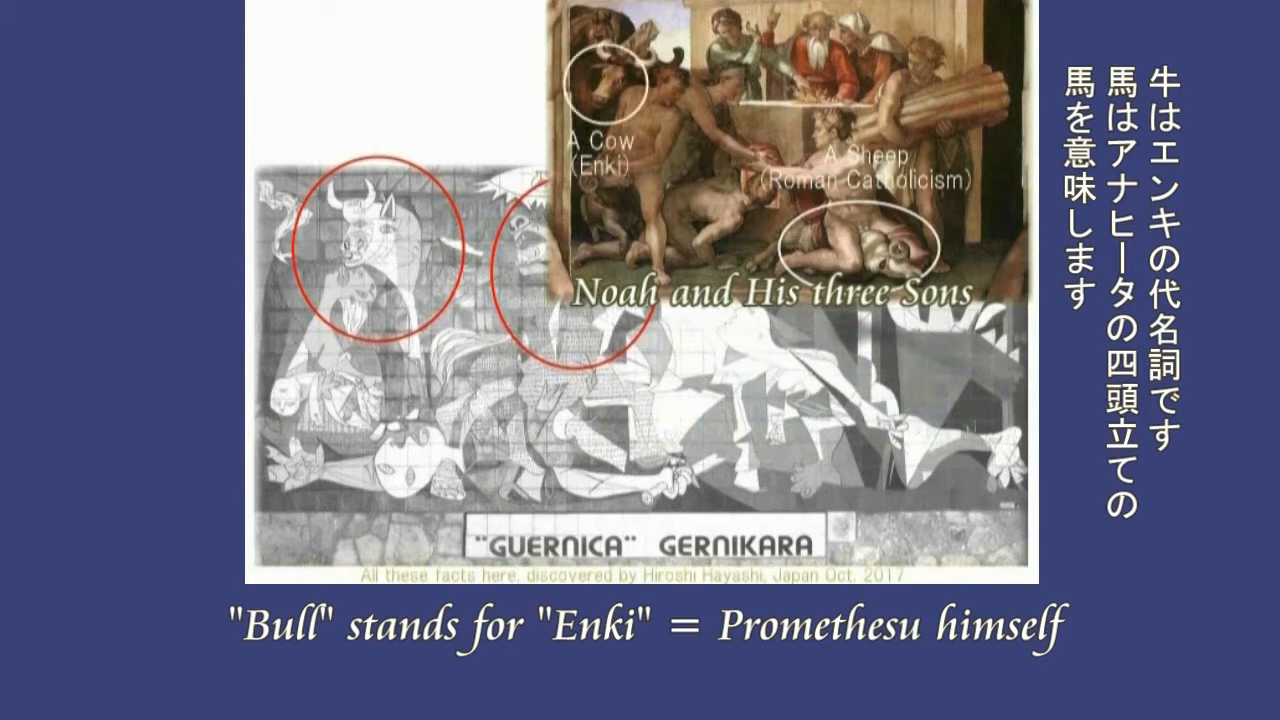 牛はエンキの代名詞です
馬はアナヒータの四頭立ての
馬を意味します
A Cow
(Enki)
A Sheep
(Roman Catholicism)
Noah and His three Sons
"GUERNICA" GERNIKARA
All these facts here, discovered by Hiroshi Hayashi, Japan Oct. 2017
"Bull" stands for "Enki" = Promethesu himself